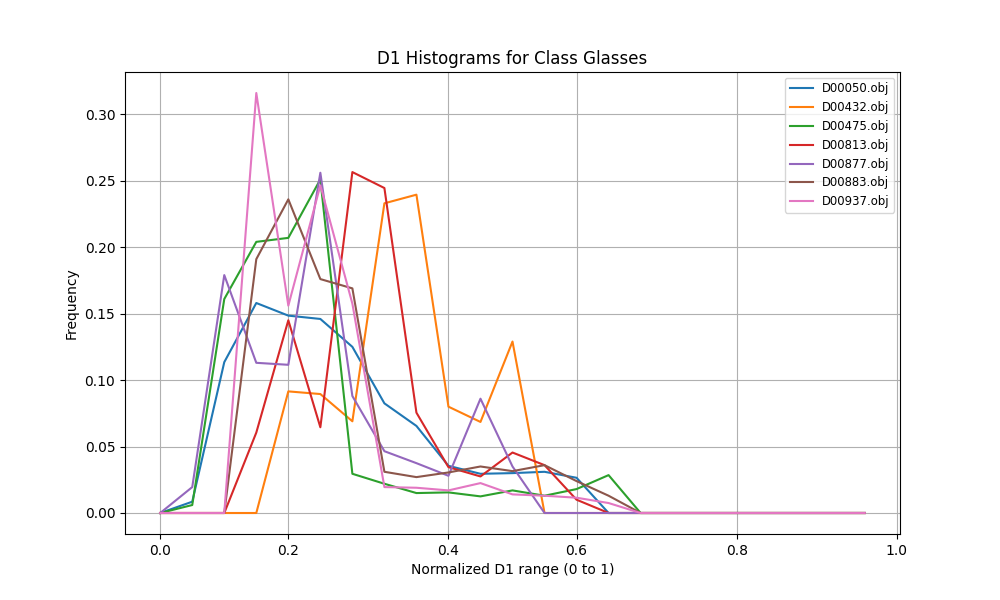 D1 Histograms for Class Glasses
D00050.obj
D00432.obj
D00475.obj
D00813.obj
D00877.obj
D00883.obj
D00937.obj
Frequency
0.30
0.25
0.20
0.15
0.10
0.05
0.00
0.0 0.2 0.4 0.6 0.8 1.0
Normalized D1 range (0 to 1)